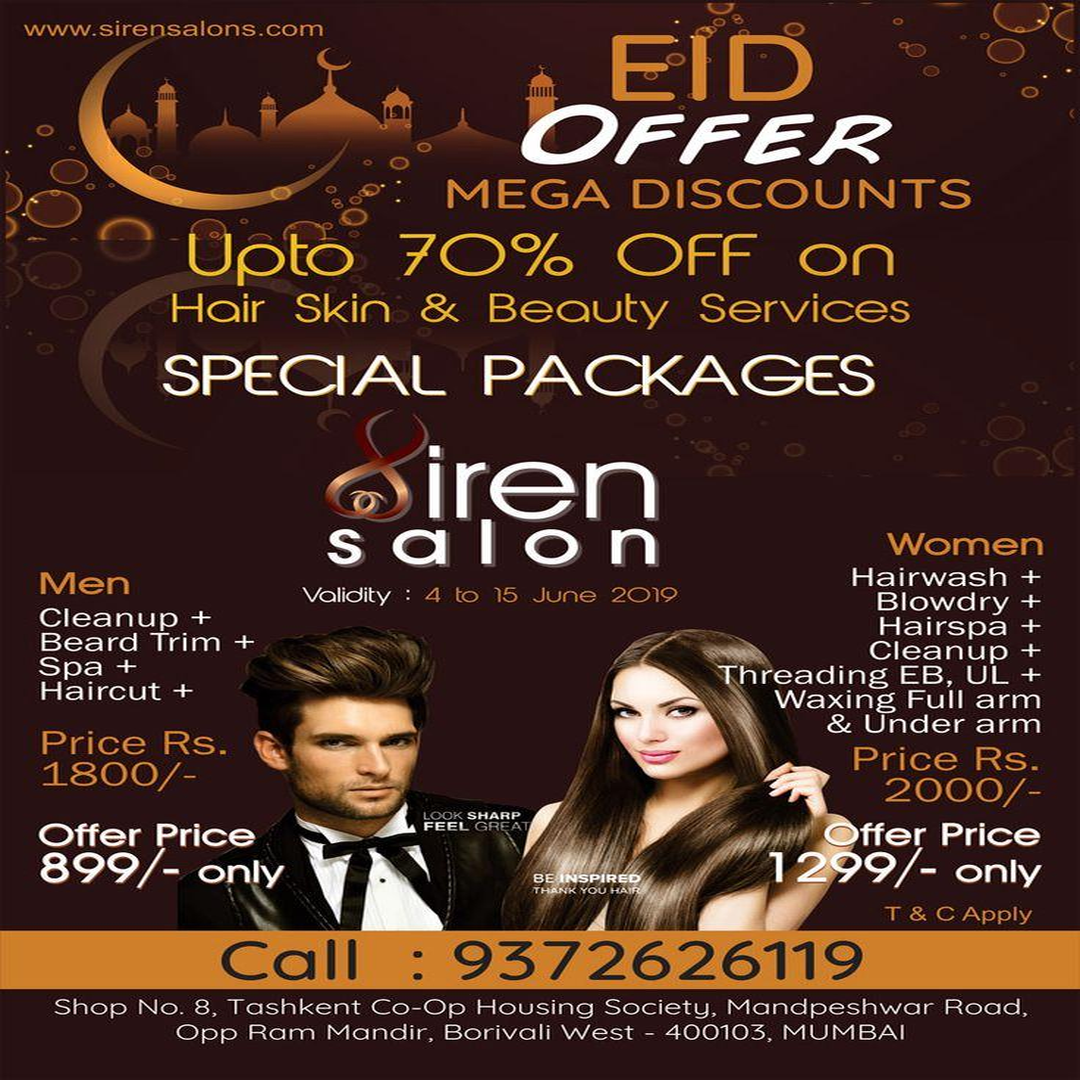 www.sirensalons.com
EID
OFFER
MEGA DISCOUNTS
Upto 70% OFF on
Hair Skin & Beauty Services
SPECIAL PACKAGES
Siren
salon
Validity : 4 to 15 June 2019
Men
Cleanup +
Beard Trim +
Spa +
Haircut +
Price Rs.
1800/-
Offer Price
899/- only
Women
Hairwash +
Blowdry +
Hairspa +
Cleanup +
Threading EB, UL +
Waxing Full arm
& Under arm
Price Rs.
2000/-
Offer Price
1299/- only
LOOK SHARP
FEEL GREAT
BE INSPIRED
THANK YOU HAIR
T & C Apply
Call : 9372626119
Shop No. 8, Tashkent Co-Op Housing Society, Mandpeshwar Road,
Opp Ram Mandir, Borivali West - 400103, MUMBAI